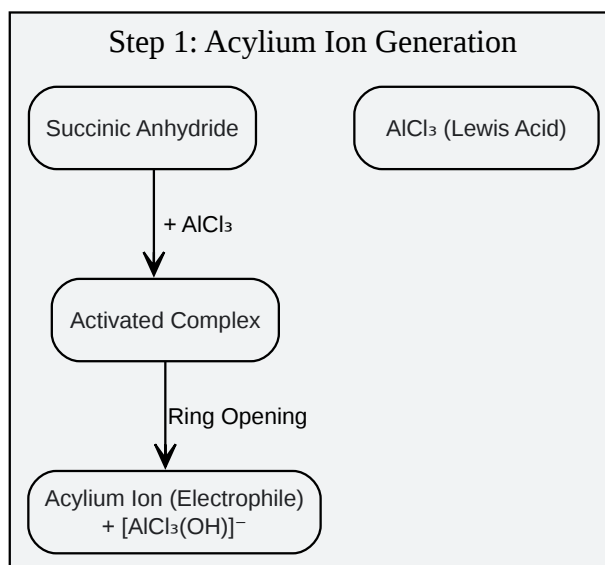 Step 1: Acylium Ion Generation
Succinic Anhydride
AlCl₃ (Lewis Acid)
+ AlCl₃
Activated Complex
Ring Opening
Acylium Ion (Electrophile)
+ [AlCl₃(OH)]⁻